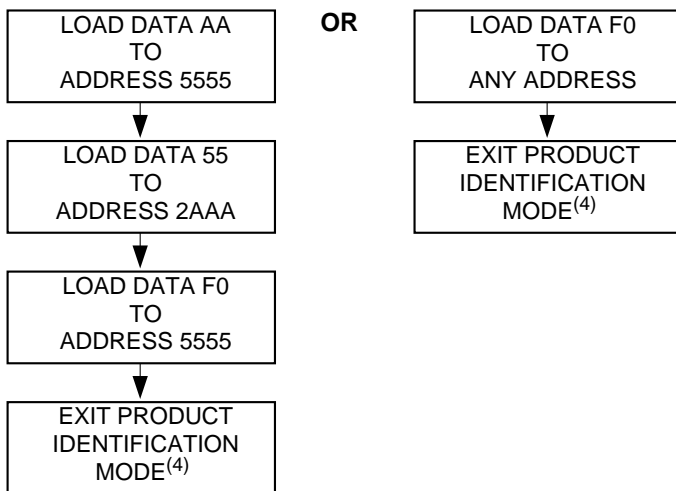 LOAD DATA AA
TO
ADDRESS 5555
LOAD DATA 55
TO
ADDRESS 2AAA
LOAD DATA F0
TO
ADDRESS 5555
EXIT PRODUCT
IDENTIFICATION
MODE(4)
OR
LOAD DATA F0
TO
ANY ADDRESS
EXIT PRODUCT
IDENTIFICATION
MODE(4)